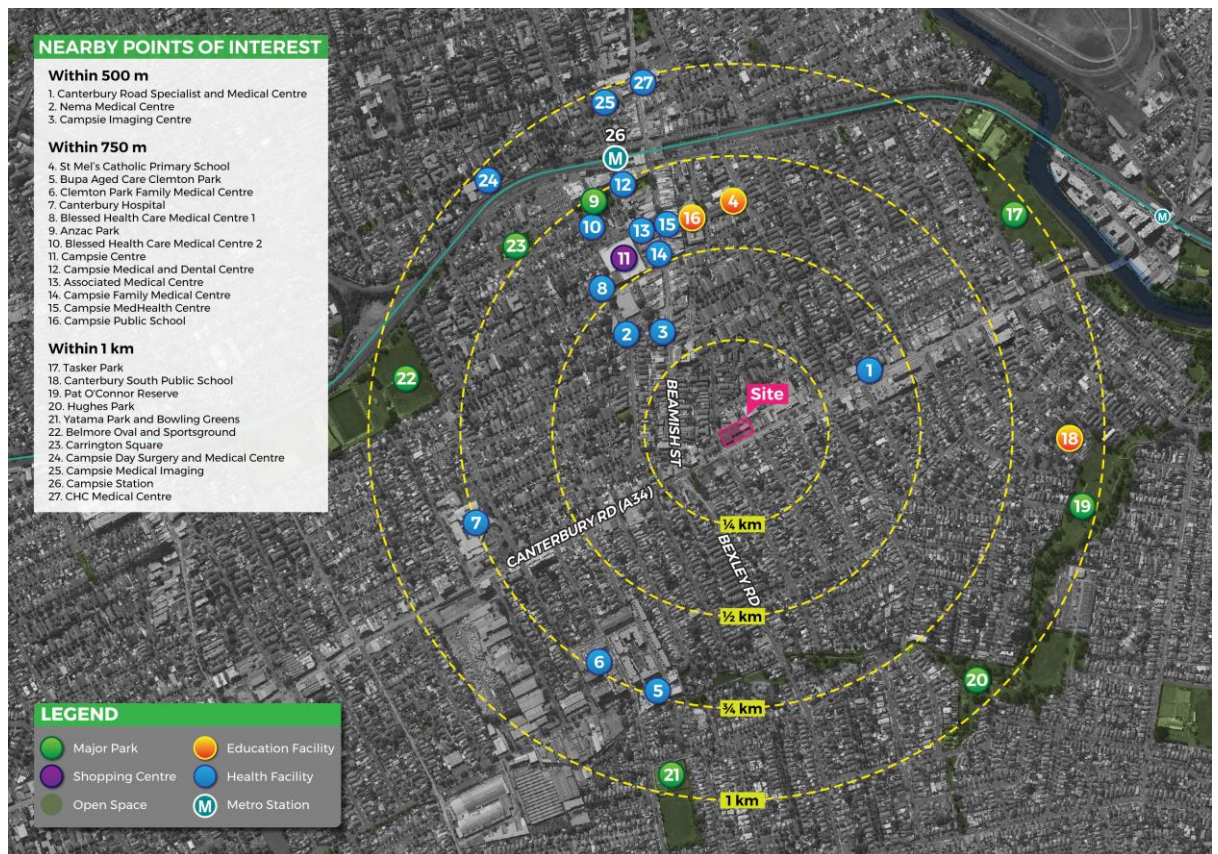 NEARBY POINTS OF INTEREST
Within 500 m
1. Canterbury Road Specialist and Medical Centre
2. Nema Medical Centre
3. Campsie Imaging Centre
Within 750 m
4. St Mel's Catholic Primary School
5. Bupa Aged Care Clemton Park
6. Clemton Park Family Medical Centre
7. Canterbury Hospital
8. Blessed Health Care Medical Centre 1
9. Anzac Park
10. Blessed Health Care Medical Centre 2
11. Campsie Centre
12. Campsie Medical and Dental Centre
13. Associated Medical Centre
14. Campsie Family Medical Centre
15. Campsie MedHealth Centre
16. Campsie Public School
Within 1 km
17. Tasker Park
18. Canterbury South Public School
19. Pat O'Connor Reserve
20. Hughes Park
21. Yatama Park and Bowling Greens
22. Belmore Oval and Sportsground
23. Carrington Square
24. Campsie Day Surgery and Medical Centre
25. Campsie Medical Imaging
26. Campsie Station
27. CHC Medical Centre
27
25
26
M
24
12
9
4
10
13
15
16
17
M
23
11
14
8
2
3
1
22
BEAMISH ST
Site
18
7
CANTERBURY RD (A34)
19
¼ km
BEXLEY RD
½ km
6
5
20
¾ km
21
1 km
LEGEND
Major Park
Education Facility
Shopping Centre
Health Facility
Open Space
M
Metro Station